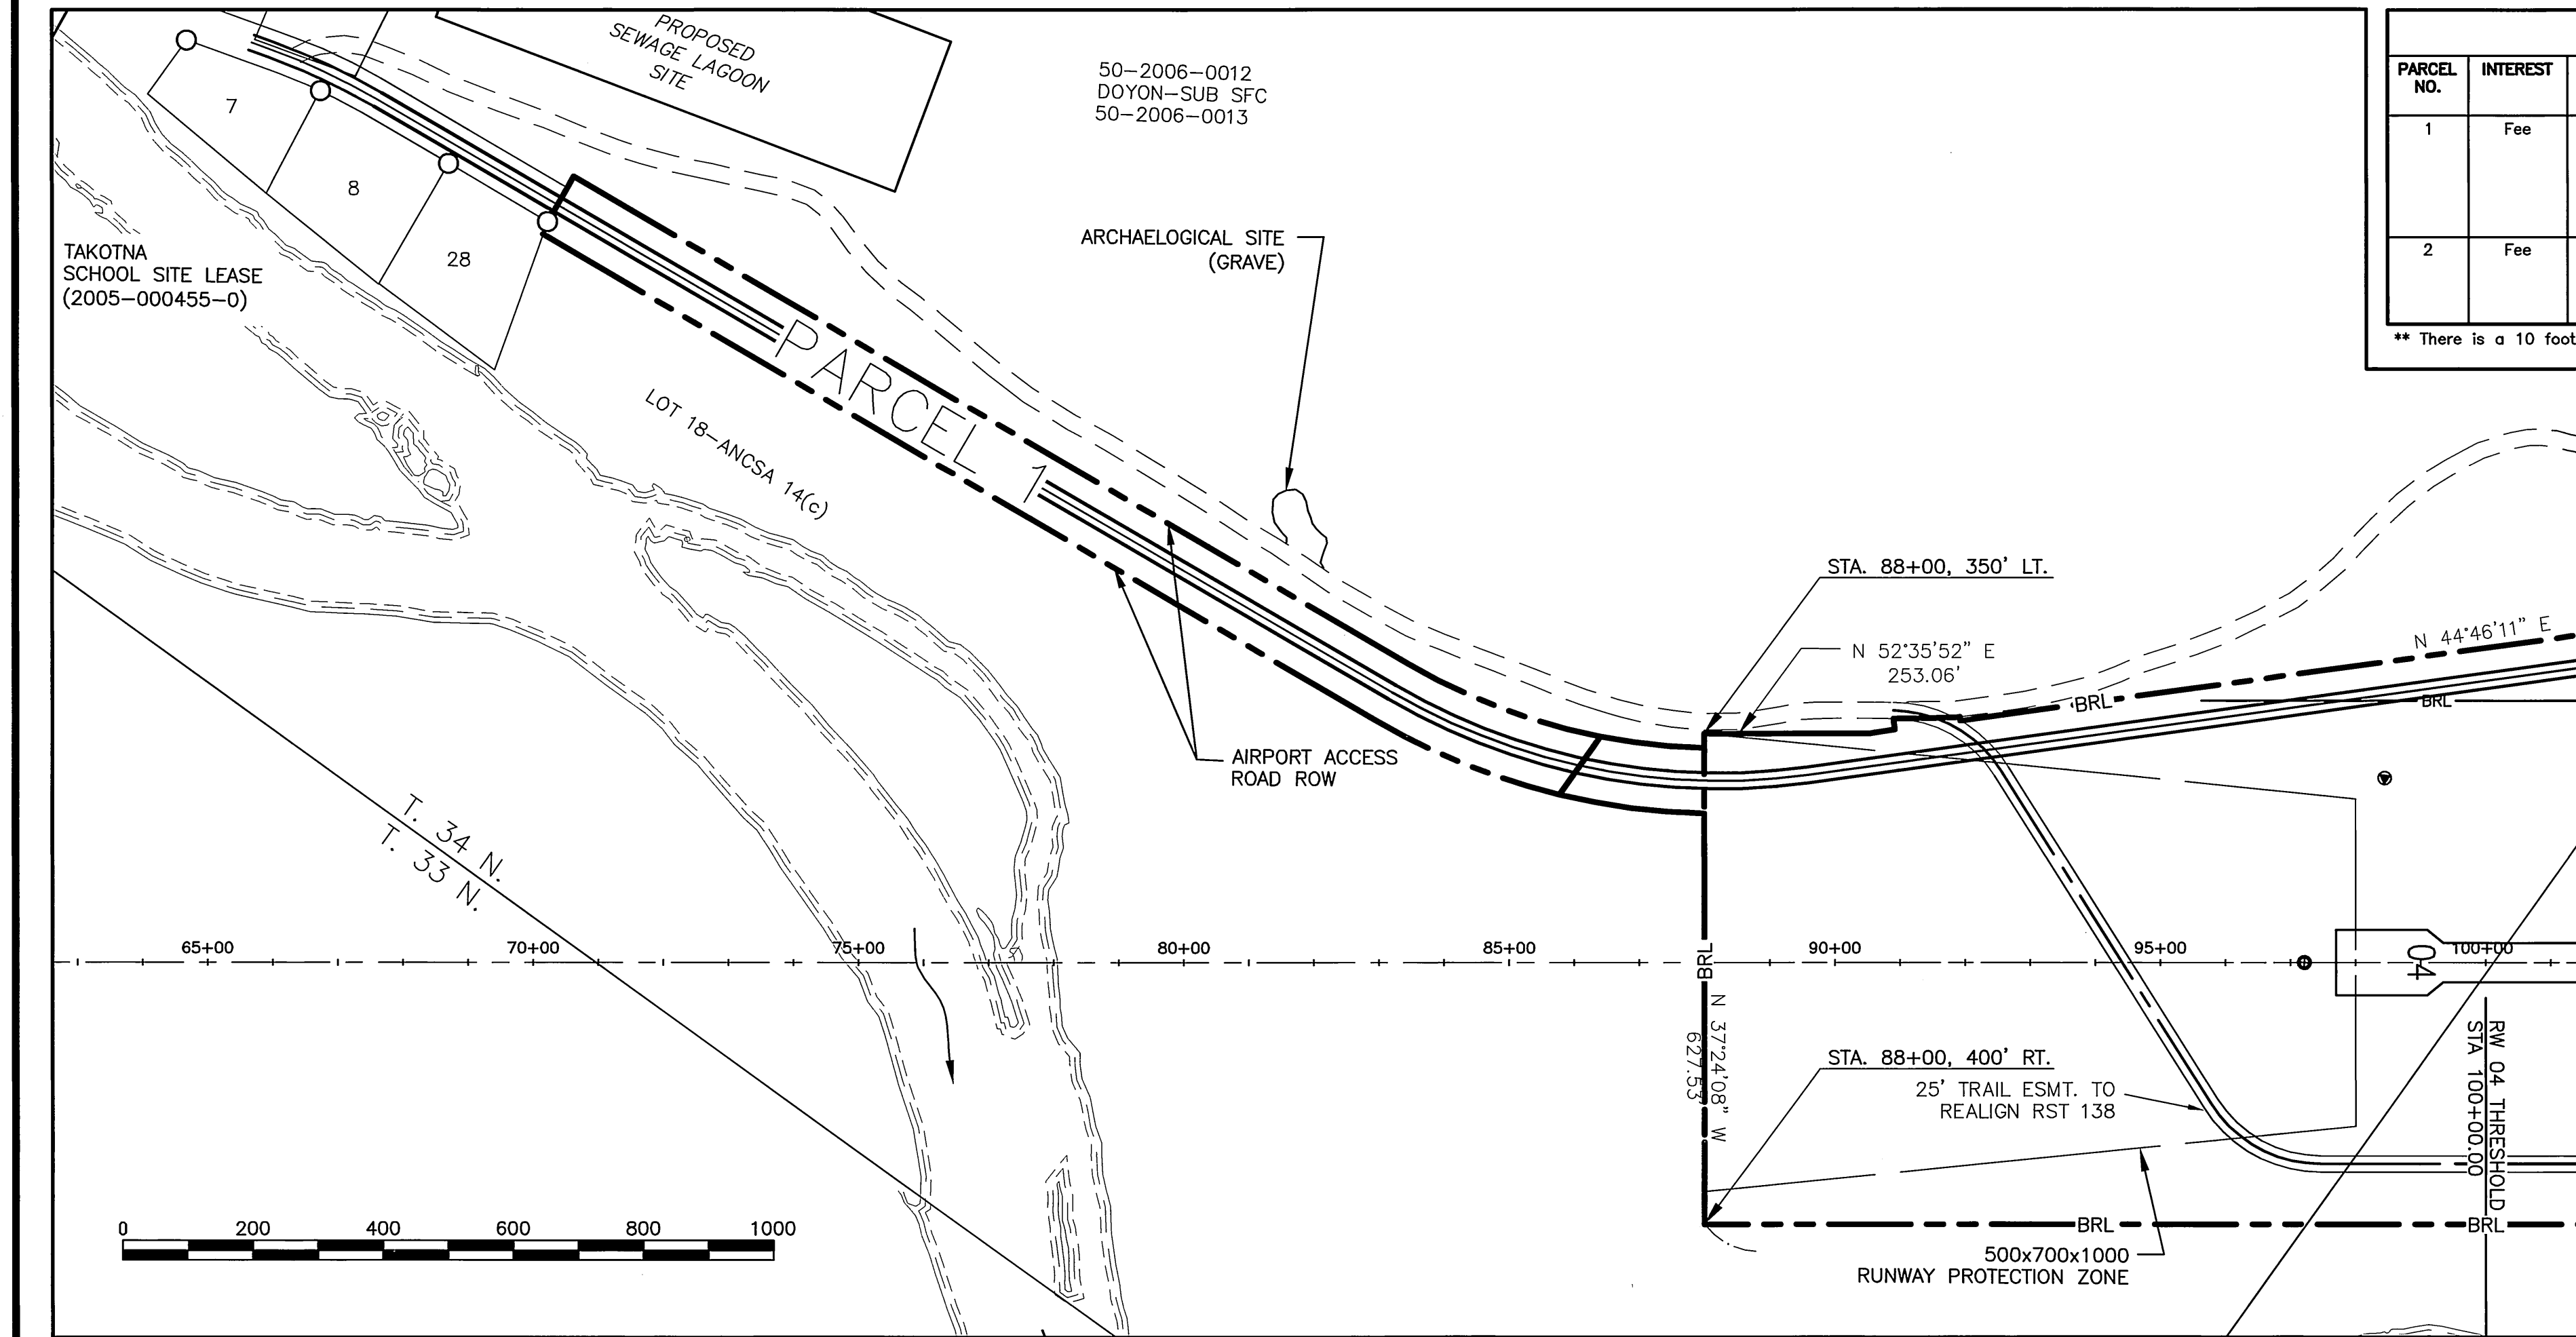 PROPOSED
SEWAGE LAGOON
SITE
50-2006-0012
DOYON-SUB SFC
50-2006-0013
PARCEL NO.
INTEREST
1
Fee
2
Fee
** There is a 10 foot
7
8
28
TAKOTNA
SCHOOL SITE LEASE
(2005-000455-0)
ARCHAELOGICAL SITE
(GRAVE)
PARCEL 1
LOT 18-ANCSA 14(c)
STA. 88+00, 350' LT.
N 52°35'52" E
253.06'
N 44°46'11" E
BRL
BRL
AIRPORT ACCESS
ROAD ROW
T. 34 N.
T. 33 N.
65+00
70+00
75+00
80+00
85+00
90+00
95+00
100+00
04
BRL
N 37°24'08" W
627.53'
STA. 88+00, 400' RT.
25' TRAIL ESMT. TO
REALIGN RST 138
RW 04 THRESHOLD
STA 100+00.00
BRL
BRL
500x700x1000
RUNWAY PROTECTION ZONE
0 200 400 600 800 1000